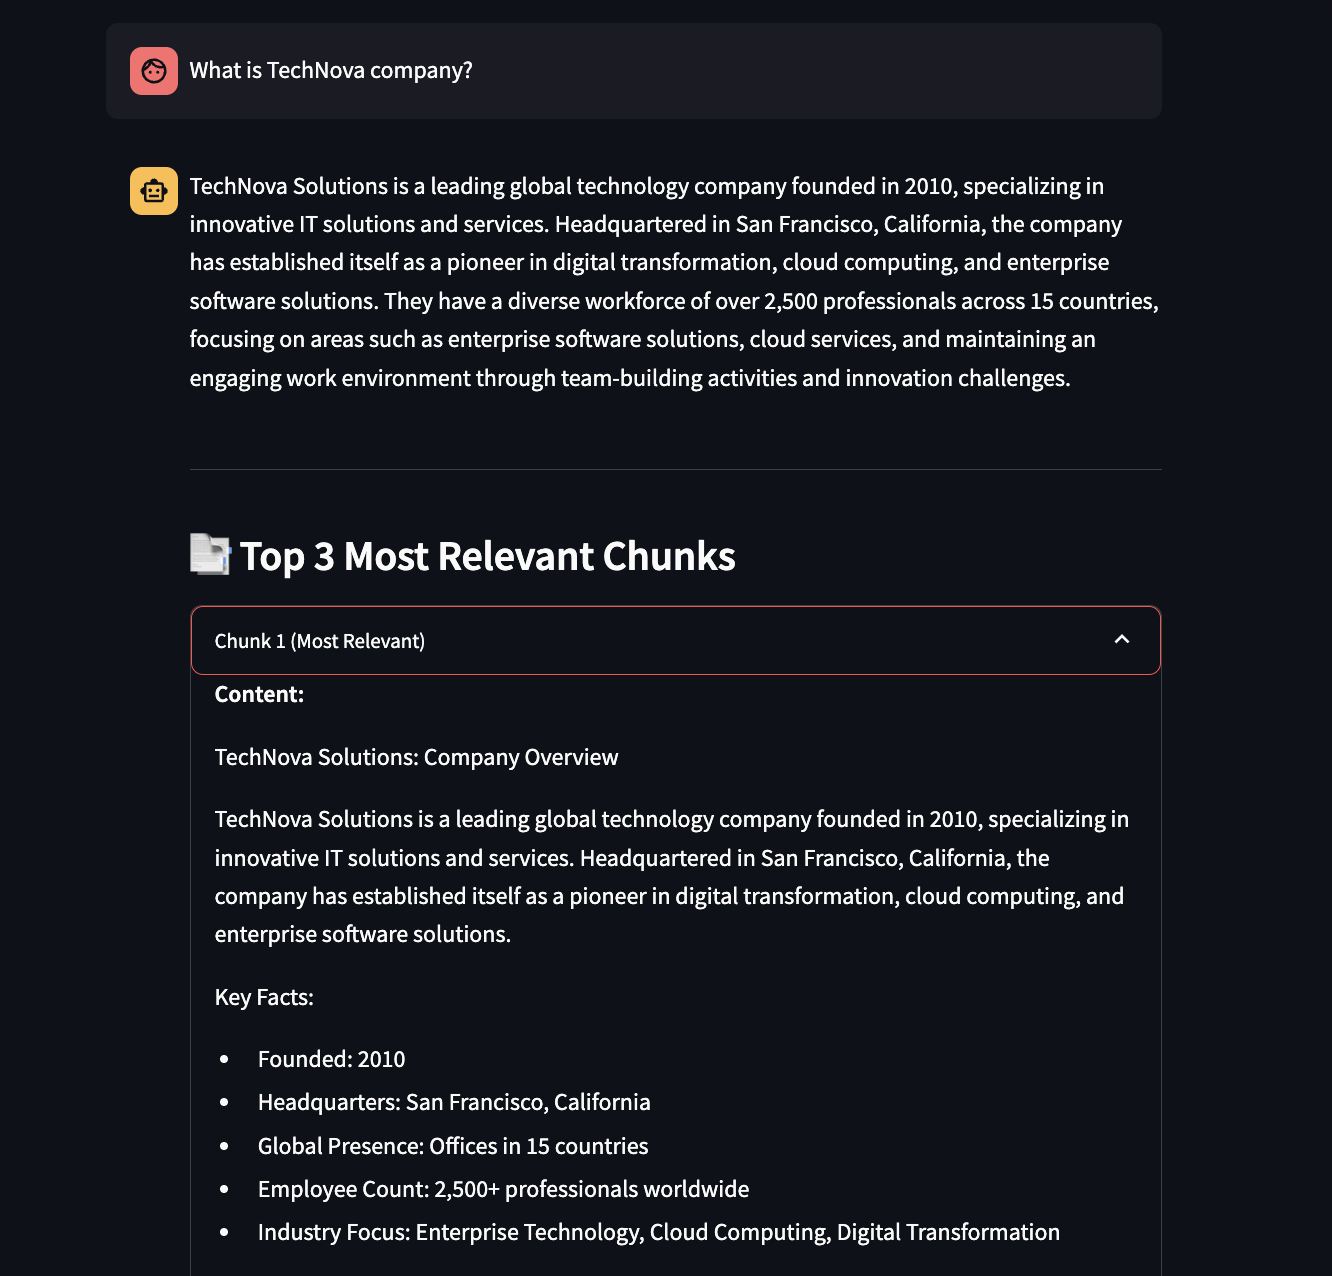 What is TechNova company?
TechNova Solutions is a leading global technology company founded in 2010, specializing in
innovative IT solutions and services. Headquartered in San Francisco, California, the company
has established itself as a pioneer in digital transformation, cloud computing, and enterprise
software solutions. They have a diverse workforce of over 2,500 professionals across 15 countries,
focusing on areas such as enterprise software solutions, cloud services, and maintaining an
engaging work environment through team-building activities and innovation challenges.
Top 3 Most Relevant Chunks
Chunk 1 (Most Relevant)
Content:
TechNova Solutions: Company Overview
TechNova Solutions is a leading global technology company founded in 2010, specializing in
innovative IT solutions and services. Headquartered in San Francisco, California, the
company has established itself as a pioneer in digital transformation, cloud computing, and
enterprise software solutions.
Key Facts:
• Founded: 2010
• Headquarters: San Francisco, California
• Global Presence: Offices in 15 countries
• Employee Count: 2,500+ professionals worldwide
• Industry Focus: Enterprise Technology, Cloud Computing, Digital Transformation